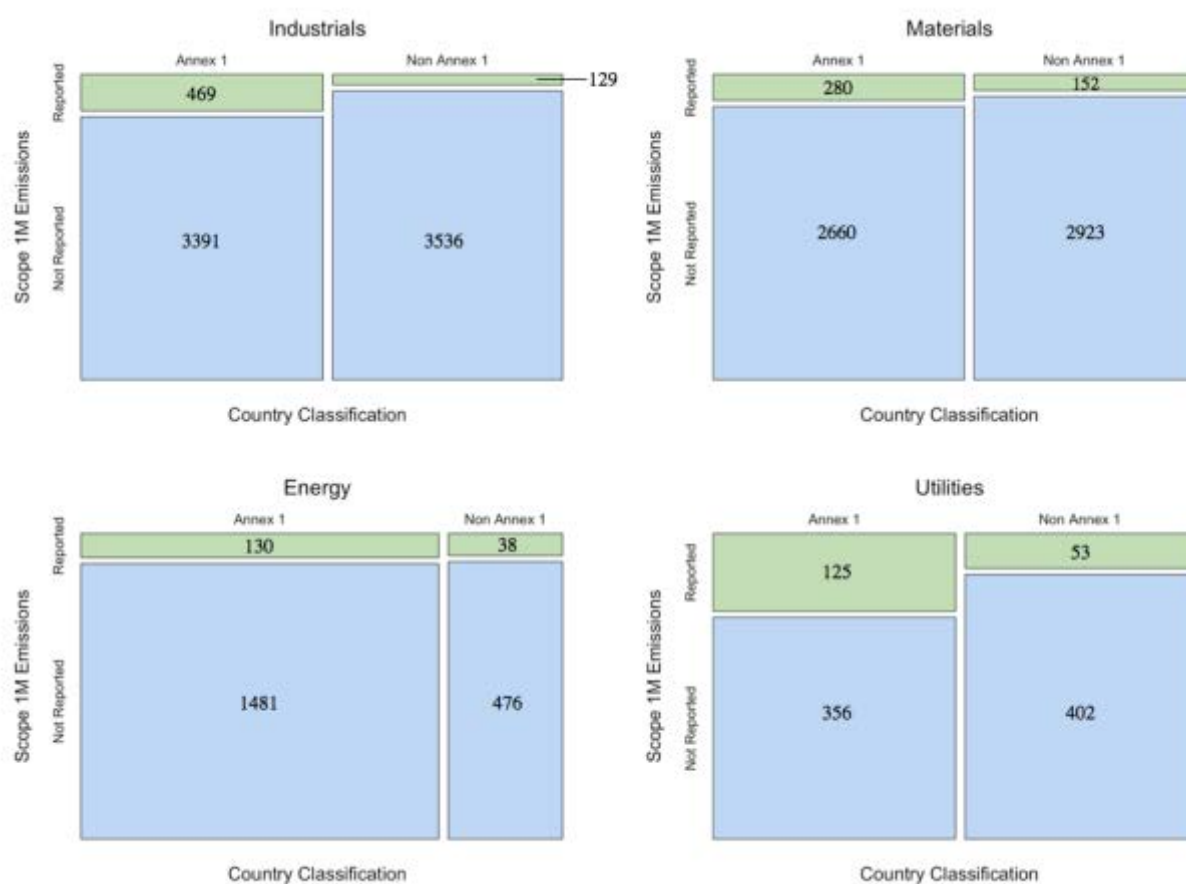 Industrials
Annex 1
Non Annex 1
Reported
469
129
Scope 1M Emissions
Not Reported
3391
3536
Country Classification
Materials
Annex 1
Non Annex 1
Reported
280
152
Scope 1M Emissions
Not Reported
2660
2923
Country Classification
Energy
Annex 1
Non Annex 1
Reported
130
38
Scope 1M Emissions
Not Reported
1481
476
Country Classification
Utilities
Annex 1
Non Annex 1
Reported
125
53
Scope 1M Emissions
Not Reported
356
402
Country Classification